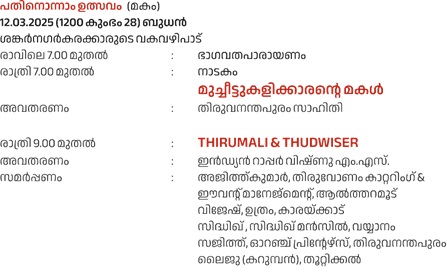 പതിനൊന്നാം ഉത്സവം (മകം)
12.03.2025 (1200 കുംഭം 28) ബുധൻ
ശങ്കർനഗർകരക്കാരുടെ വകവഴിപാട്
രാവിലെ 7.00 മുതൽ : ഭാഗവതപാരായണം
രാത്രി 7.00 മുതൽ : നാടകം
മുച്ചീട്ടുകളിക്കാരന്റെ മകൾ
അവതരണം : തിരുവനന്തപുരം സാഹിതി
രാത്രി 9.00 മുതൽ : THIRUMALI & THUDWISER
അവതരണം : ഇൻഡ്യൻ റാപ്പർ വിഷ്ണു എം.എസ്.
സമർപ്പണം : അജിത്ത്കുമാർ, തിരുവോണം കാറ്ററിംഗ് &
ഈവന്റ് മാനേജ്മെന്റ്, ആൽത്തറമൂട്
വിജേഷ്, ഉത്രം, കാരയ്ക്കാട്
സിദ്ധിഖ് , സിദ്ധിഖ് മൻസിൽ, വയ്യാനം
സജിത്ത്, ഓറഞ്ച് പ്രിന്റേഴ്സ്, തിരുവനന്തപുരം
ലൈജു (കറുമ്പൻ), തൂറ്റിക്കൽ